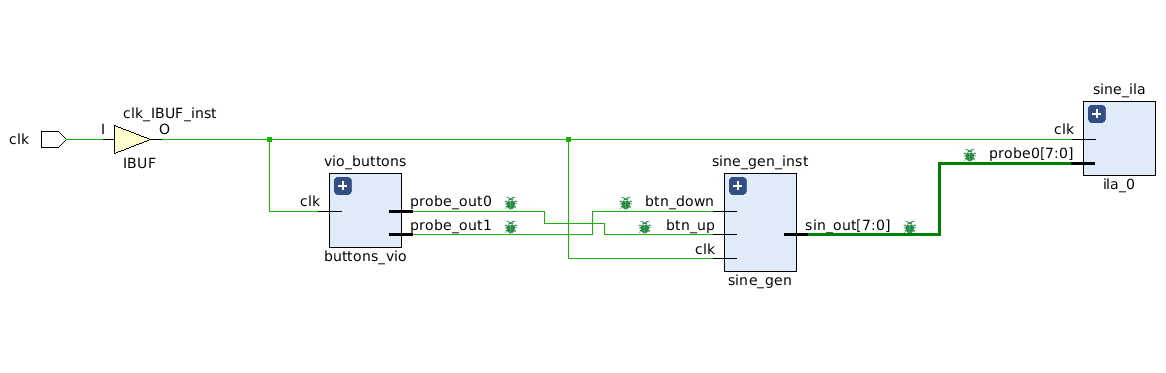 sine_ila
clk_IBUF_inst
I
O
clk
clk
IBUF
probe0[7:0]
vio_buttons
sine_gen_inst
ila_0
clk
probe_out0
btn_down
probe_out1
btn_up
sin_out[7:0]
clk
buttons_vio
sine_gen